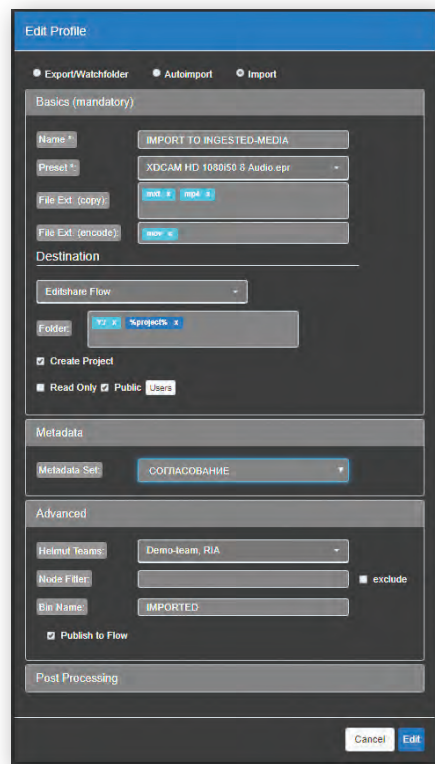 Edit Profile
Export/Watchfolder Autoimport Import
Basics (mandatory)
Name *: IMPORT TO INGESTED-MEDIA
Preset *: XDCAM HD 1080i50 8 Audio.epr
File Ext. (copy): mxf x mp4 x
File Ext. (encode): mov x
Destination
Editshare Flow
Folder: x %project% x
Create Project
Read Only Public Users
Metadata
Metadata Set: СОГЛАСОВАНИЕ
Advanced
Helmut Teams: Demo-team, RIA
Node Filter: exclude
Bin Name: IMPORTED
Publish to Flow
Post Processing
Cancel Edit